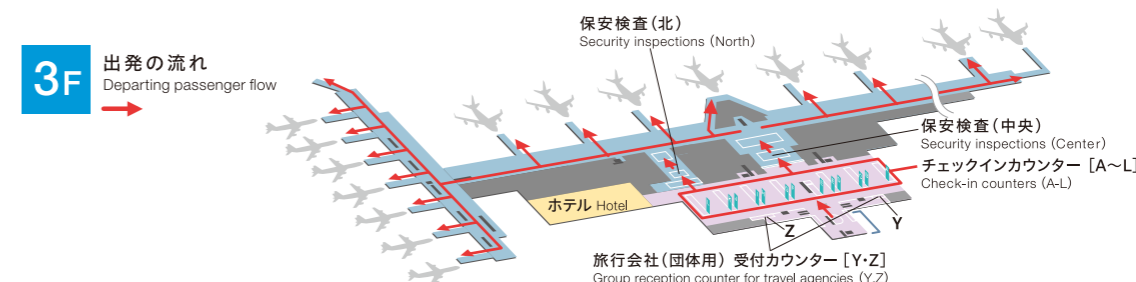 3F
出発の流れ
Departing passenger flow
保安検査（北）
Security inspections (North)
保安検査（中央）
Security inspections (Center)
チェックインカウンター［A～L］
Check-in counters (A-L)
ホテル Hotel
Z
Y
旅行会社（団体用） 受付カウンター［Y・Z］
Group reception counter for travel agencies (Y,Z)